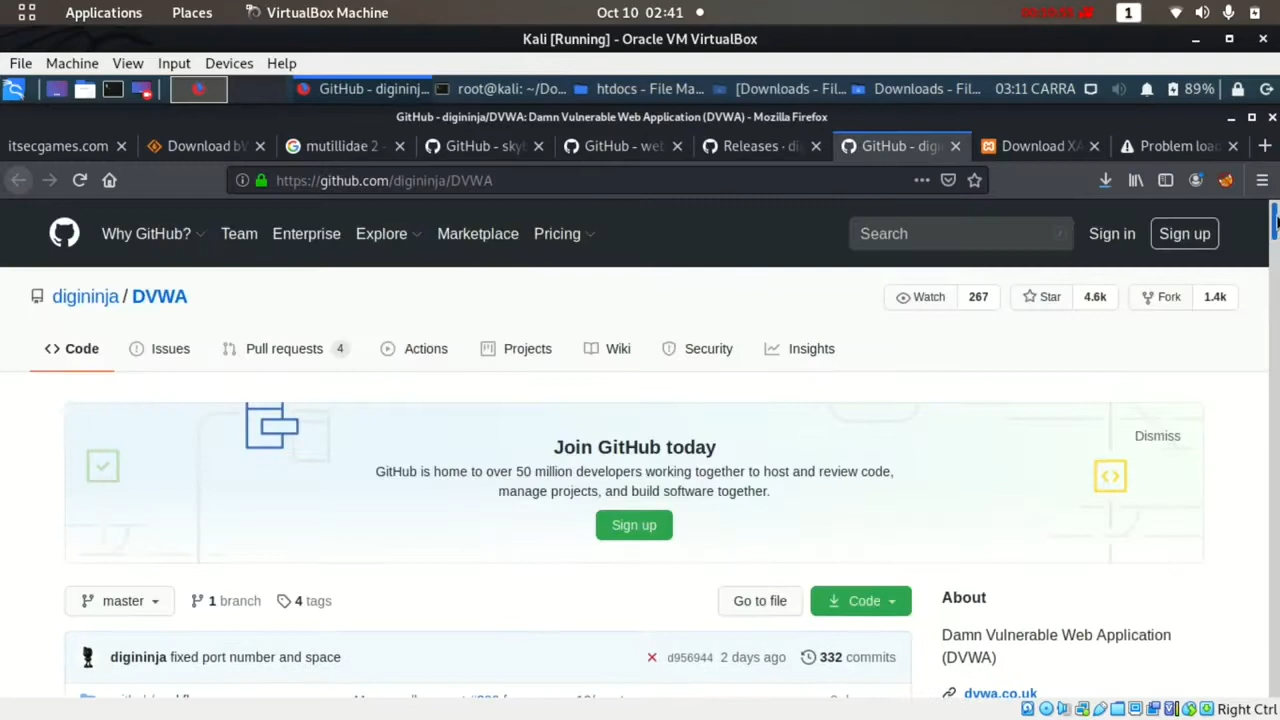 Applications Places VirtualBox Machine Oct 10 02:41 1
Kali [Running] - Oracle VM VirtualBox
File Machine View Input Devices Help
GitHub - digininj... root@kali: ~/Do... htdocs - File Ma... [Downloads - Fil... Downloads - Fil... 03:11 CARRA 89%
GitHub - digininja/DVWA: Damn Vulnerable Web Application (DVWA) - Mozilla Firefox
itsecgames.com Download bW mutillidae 2 - GitHub - sky GitHub - we Releases · di GitHub - digi Download XA Problem loa
https://github.com/digininja/DVWA
Why GitHub? Team Enterprise Explore Marketplace Pricing Search / Sign in Sign up
digininja / DVWA Watch 267 Star 4.6k Fork 1.4k
Code Issues Pull requests 4 Actions Projects Wiki Security Insights
Join GitHub today
Dismiss
GitHub is home to over 50 million developers working together to host and review code,
manage projects, and build software together.
Sign up
master 1 branch 4 tags Go to file Code
About
Damn Vulnerable Web Application
(DVWA)
digininja fixed port number and space d956944 2 days ago 332 commits
dvwa.co.uk
Right Ctrl